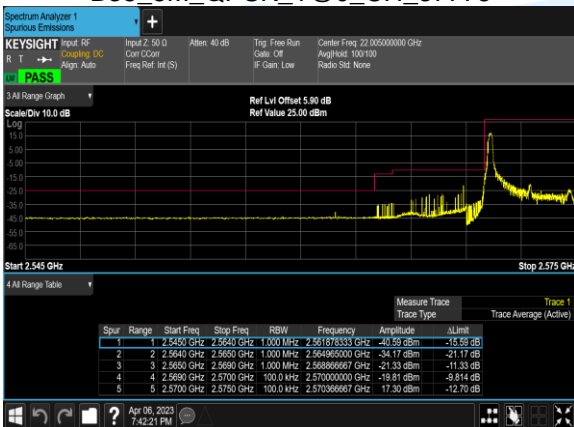 Spectrum Analyzer 1
Spurious Emissions
+
KEYSIGHT Input: RF Input Z: 50 Ω Atten: 40 dB Trig: Free Run Center Freq: 22.005000000 GHz
R T Coupling: DC Corr CCorr Gate: Off Avg|Hold: 100/100
Align: Auto Freq Ref: Int (S) IF Gain: Low Radio Std: None
LW PASS
3 All Range Graph Ref Lvl Offset 5.90 dB
Scale/Div 10.0 dB Ref Value 25.00 dBm
Log
15.0
5.00
-5.00
-15.0
-25.0
-35.0
-45.0
-55.0
-65.0
Start 2.545 GHz Stop 2.575 GHz
4 All Range Table
Measure Trace Trace 1
Trace Type Trace Average (Active)
Spur Range Start Freq Stop Freq RBW Frequency Amplitude ΔLimit
1 1 2.5450 GHz 2.5640 GHz 1.000 MHz 2.561878333 GHz -40.59 dBm -15.59 dB
2 2 2.5640 GHz 2.5650 GHz 1.000 MHz 2.564965000 GHz -34.17 dBm -21.17 dB
3 3 2.5650 GHz 2.5690 GHz 1.000 MHz 2.568866667 GHz -21.33 dBm -11.33 dB
4 4 2.5690 GHz 2.5700 GHz 100.0 kHz 2.570000000 GHz -19.81 dBm -9.814 dB
5 5 2.5700 GHz 2.5750 GHz 100.0 kHz 2.570366667 GHz 17.30 dBm -12.70 dB
? Apr 06, 2023
7:42:21 PM